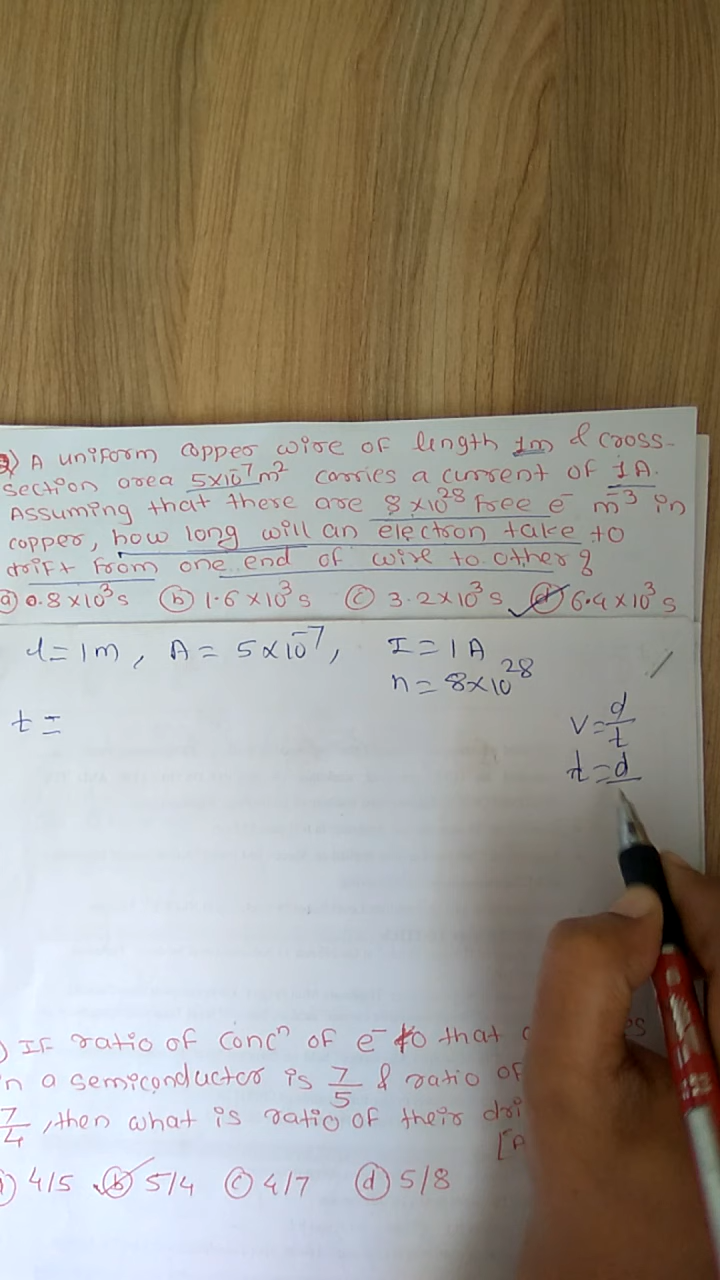 2) A uniform copper wire of length 1m & cross-
section area 5×10⁻⁷m² carries a current of 1A.
Assuming that there are 8×10²⁸ free e⁻ m⁻³ in
copper, how long will an electron take to
drift from one end of wire to other?
ⓐ 0.8×10³s ⓑ 1.6×10³s ⓒ 3.2×10³s ⓓ 6.4×10³s
l=1m, A=5×10⁻⁷, I=1A
n=8×10²⁸
t=
v=d/t
t=d
) If ratio of concⁿ of e⁻ to that
in a semiconductor is 7/5 & ratio of
7/4, then what is ratio of their
[A
) 4/5 ⓑ 5/4 ⓒ 4/7 ⓓ 5/8